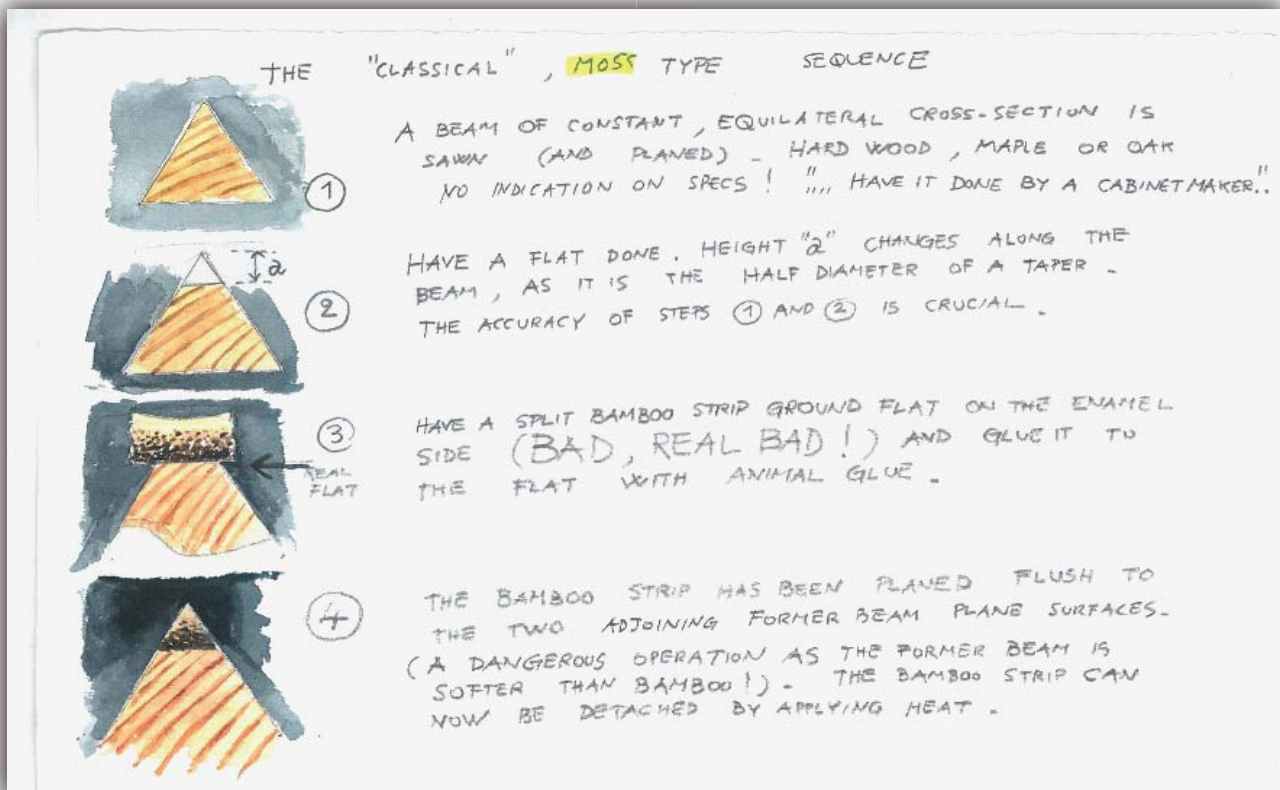 THE "CLASSICAL", MOSS TYPE SEQUENCE
A BEAM OF CONSTANT, EQUILATERAL CROSS-SECTION IS
SAWN (AND PLANED) - HARD WOOD, MAPLE OR OAK
NO INDICATION ON SPECS! ",,, HAVE IT DONE BY A CABINETMAKER.."
1
HAVE A FLAT DONE. HEIGHT "a" CHANGES ALONG THE
BEAM, AS IT IS THE HALF DIAMETER OF A TAPER -
THE ACCURACY OF STEPS 1 AND 2 IS CRUCIAL.
a
2
HAVE A SPLIT BAMBOO STRIP GROUND FLAT ON THE ENAMEL
SIDE (BAD, REAL BAD!) AND GLUE IT TO
THE FLAT WITH ANIMAL GLUE.
3
REAL
FLAT
THE BAMBOO STRIP HAS BEEN PLANED FLUSH TO
THE TWO ADJOINING FORMER BEAM PLANE SURFACES-
(A DANGEROUS OPERATION AS THE FORMER BEAM IS
SOFTER THAN BAMBOO!)- THE BAMBOO STRIP CAN
NOW BE DETACHED BY APPLYING HEAT.
4